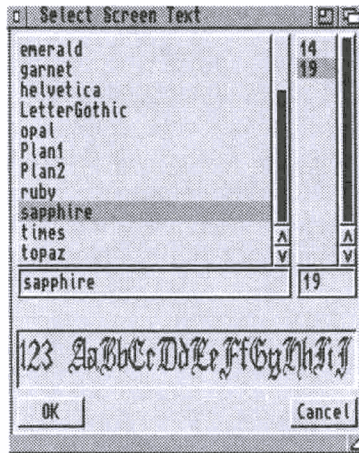 Select Screen Text
emerald 14
garnet 19
helvetica
LetterGothic
opal
Plan1
Plan2
ruby
sapphire
times
topaz
sapphire 19
123 AaBbCcDdEeFfGgHhIiJ
OK Cancel